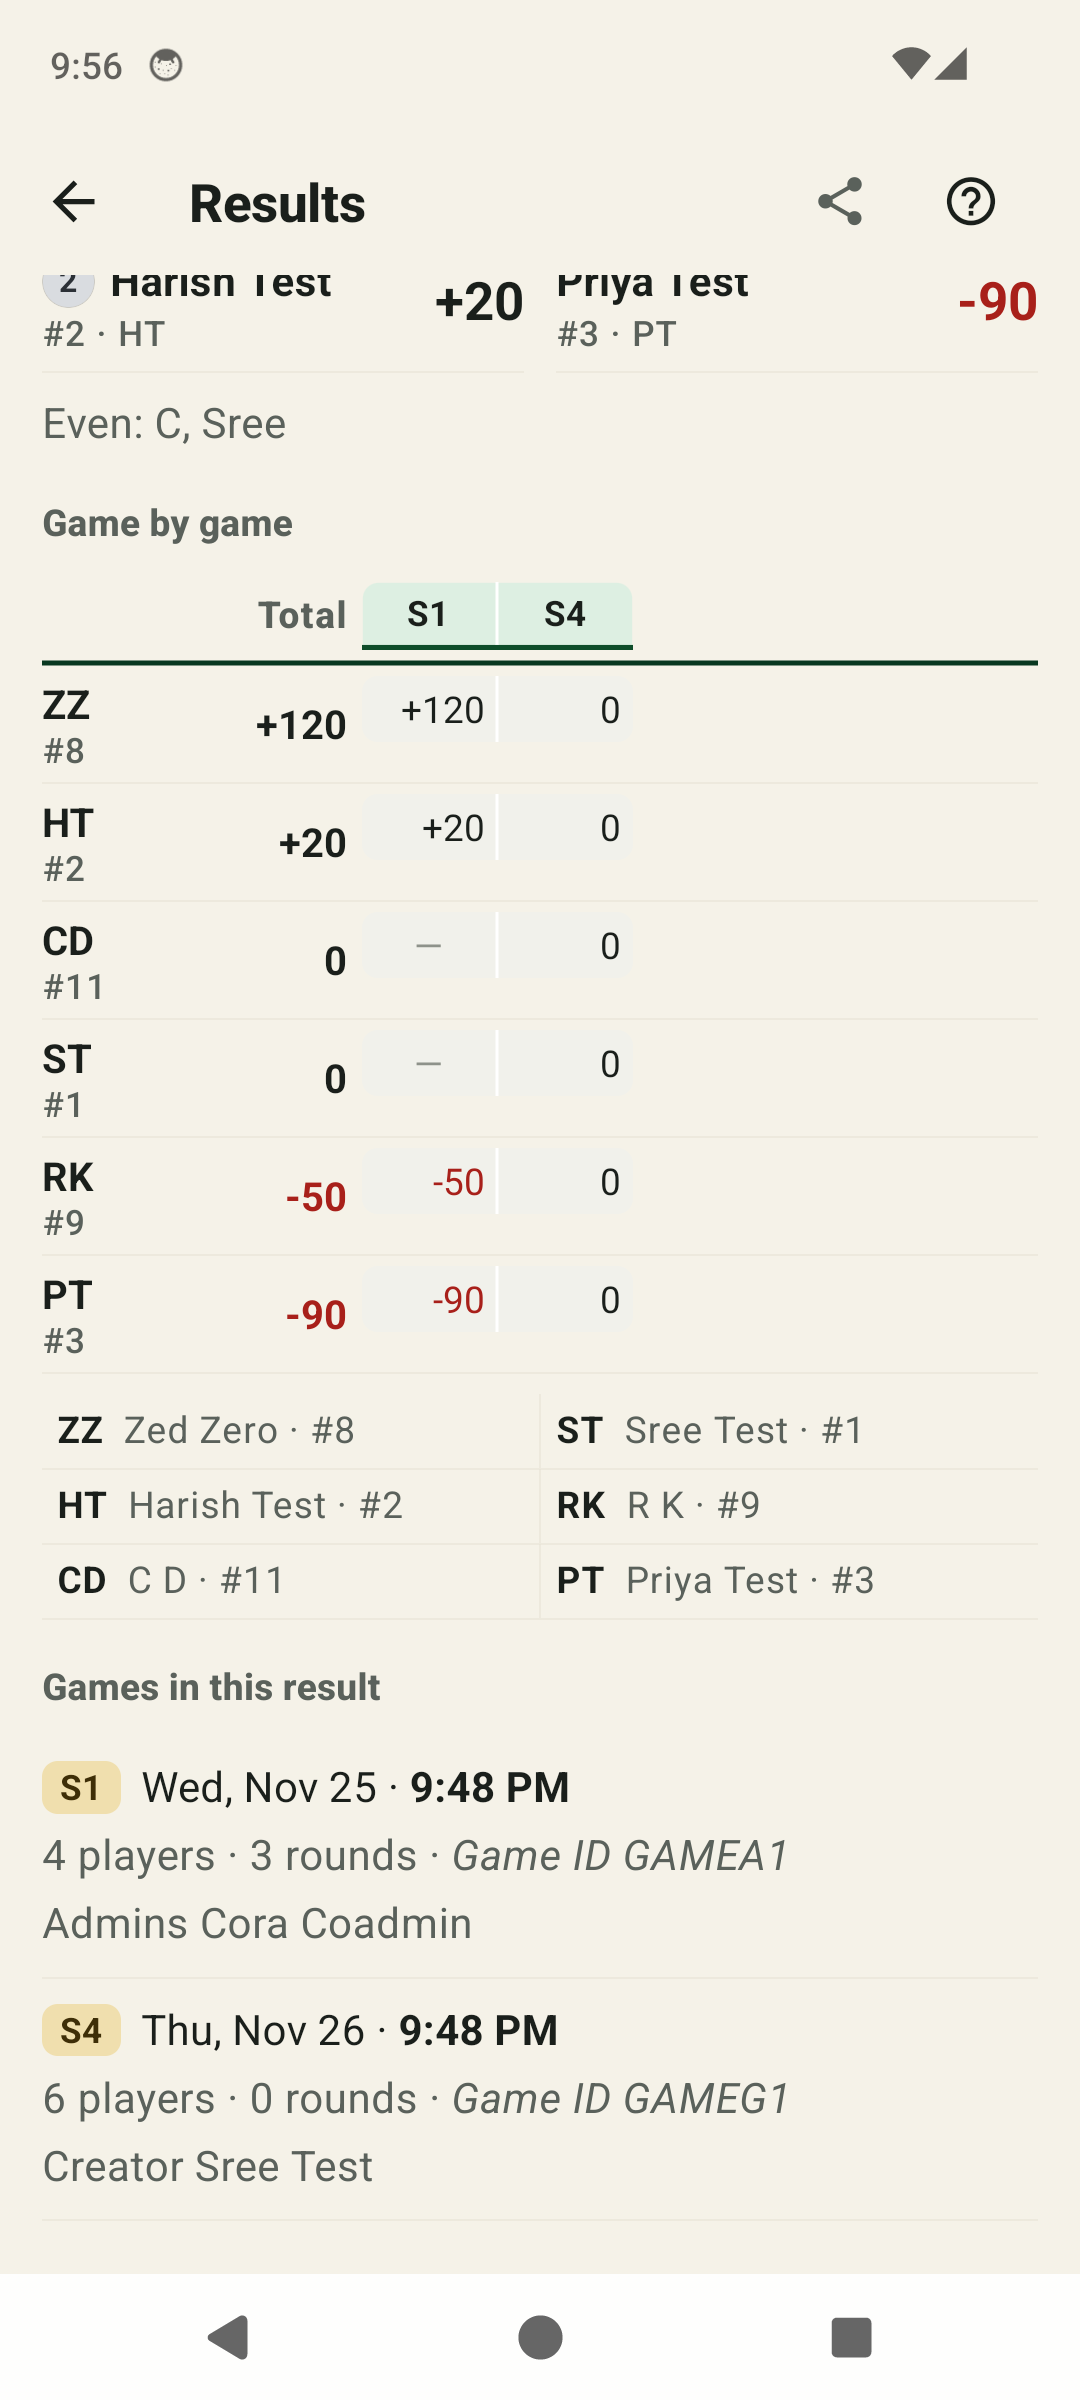 9:56
Results
2 Harish Test +20 Priya Test -90
#2 · HT #3 · PT
Even: C, Sree
Game by game
Total S1 S4
ZZ +120 +120 0
#8
HT +20 +20 0
#2
CD 0 — 0
#11
ST 0 — 0
#1
RK -50 -50 0
#9
PT -90 -90 0
#3
ZZ Zed Zero · #8 ST Sree Test · #1
HT Harish Test · #2 RK R K · #9
CD C D · #11 PT Priya Test · #3
Games in this result
S1 Wed, Nov 25 · 9:48 PM
4 players · 3 rounds · Game ID GAMEA1
Admins Cora Coadmin
S4 Thu, Nov 26 · 9:48 PM
6 players · 0 rounds · Game ID GAMEG1
Creator Sree Test